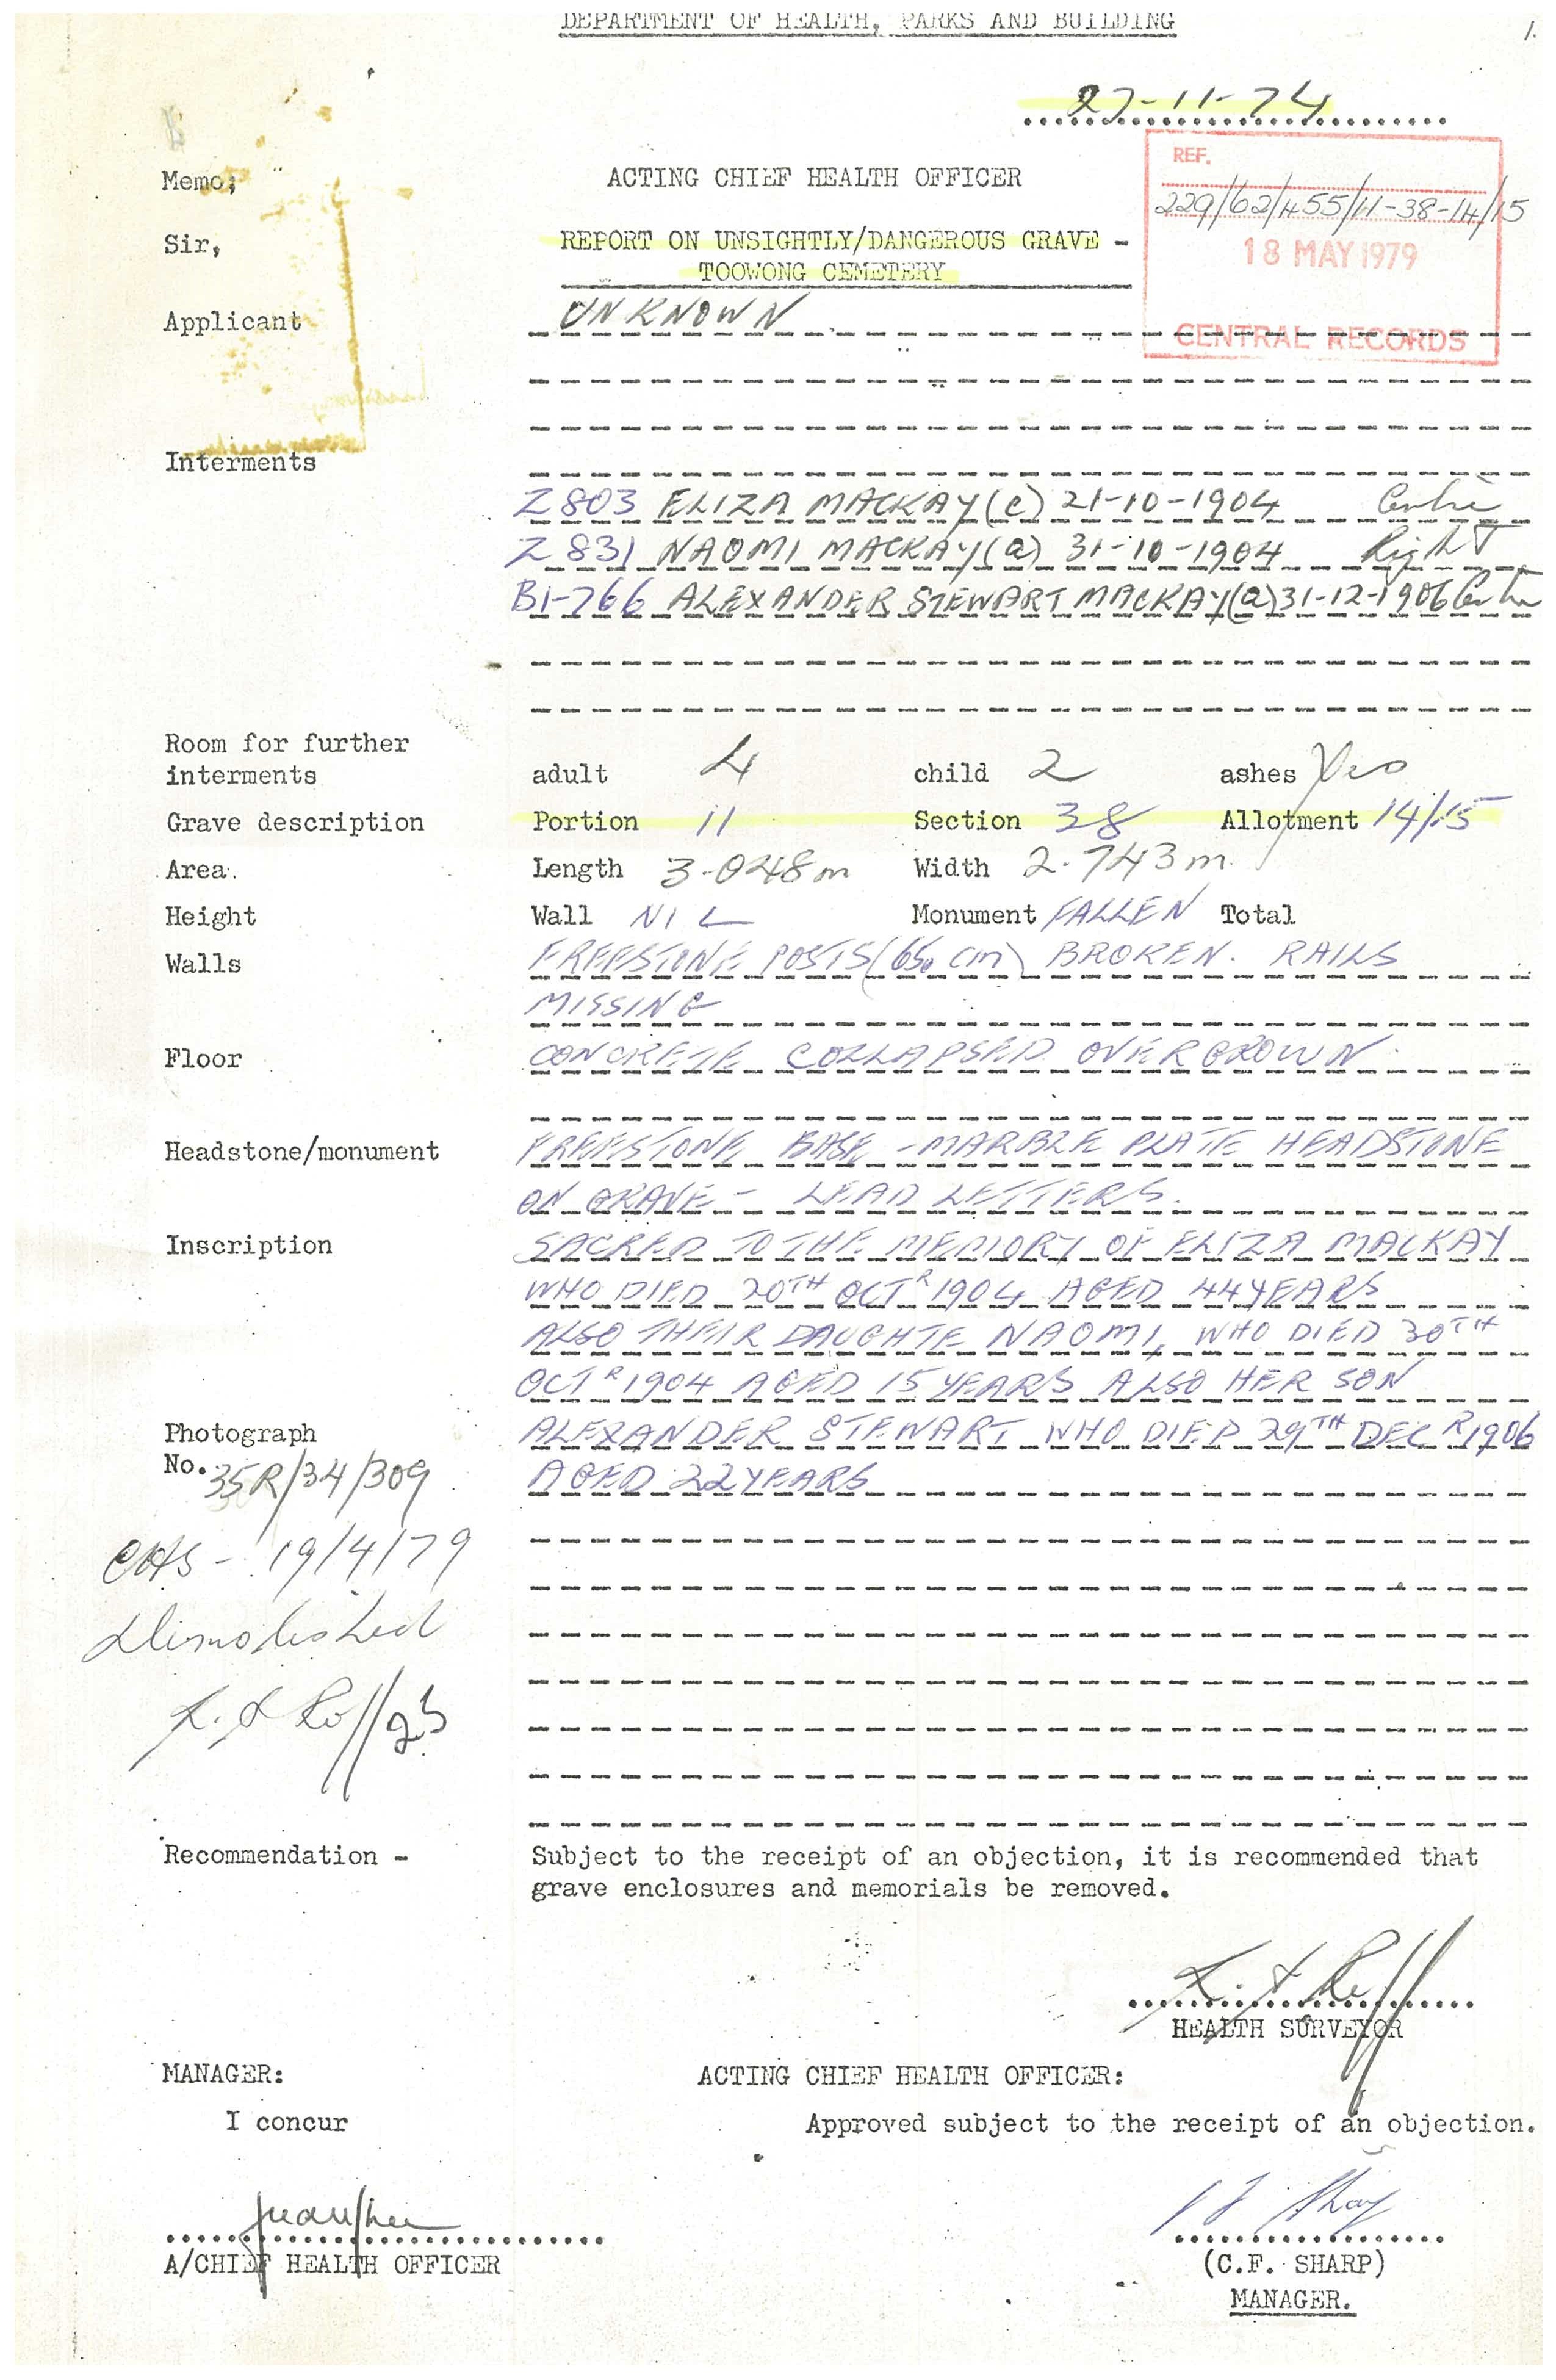 DEPARTMENT OF HEALTH, PARKS AND BUILDING
1.
27-11-74
REF.
229/62/455/11-38-14/15
18 MAY 1979
CENTRAL RECORDS
Memo; ACTING CHIEF HEALTH OFFICER
Sir, REPORT ON UNSIGHTLY/DANGEROUS GRAVE -
TOOWONG CEMETERY
Applicant UNKNOWN
Interments
Z 803 ELIZA MACKAY (c) 21-10-1904 Centre
Z 831 NAOMI MACKAY (a) 31-10-1904 Right
B1-766 ALEXANDER STEWART MACKAY (a) 31-12-1906 Centre
Room for further
interments adult 4 child 2 ashes Yes
Grave description Portion 11 Section 38 Allotment 14/15
Area. Length 3.048m Width 2.743m.
Height Wall NIL Monument FALLEN Total
Walls FREESTONE POSTS (65. cm) BROKEN. RAILS
MISSING
Floor CONCRETE COLLAPSED OVERGROWN.
Headstone/monument FREESTONE BASE - MARBLE PLATE HEADSTONE
ON GRAVE - LEAD LETTERS.
Inscription SACRED TO THE MEMORY OF ELIZA MACKAY
WHO DIED 20TH OCTR 1904 AGED 44 YEARS
ALSO THEIR DAUGHTE NAOMI, WHO DIED 30TH
OCTR 1904 AGED 15 YEARS ALSO HER SON
Photograph ALEXANDER STEWART WHO DIED 29TH DECR 1906
No. 35R/34/309 AGED 22 YEARS
19/4/79
Demolished
Recommendation - Subject to the receipt of an objection, it is recommended that
grave enclosures and memorials be removed.
HEALTH SURVEYOR
MANAGER: ACTING CHIEF HEALTH OFFICER:
I concur Approved subject to the receipt of an objection.
A/CHIEF HEALTH OFFICER (C.F. SHARP)
MANAGER.